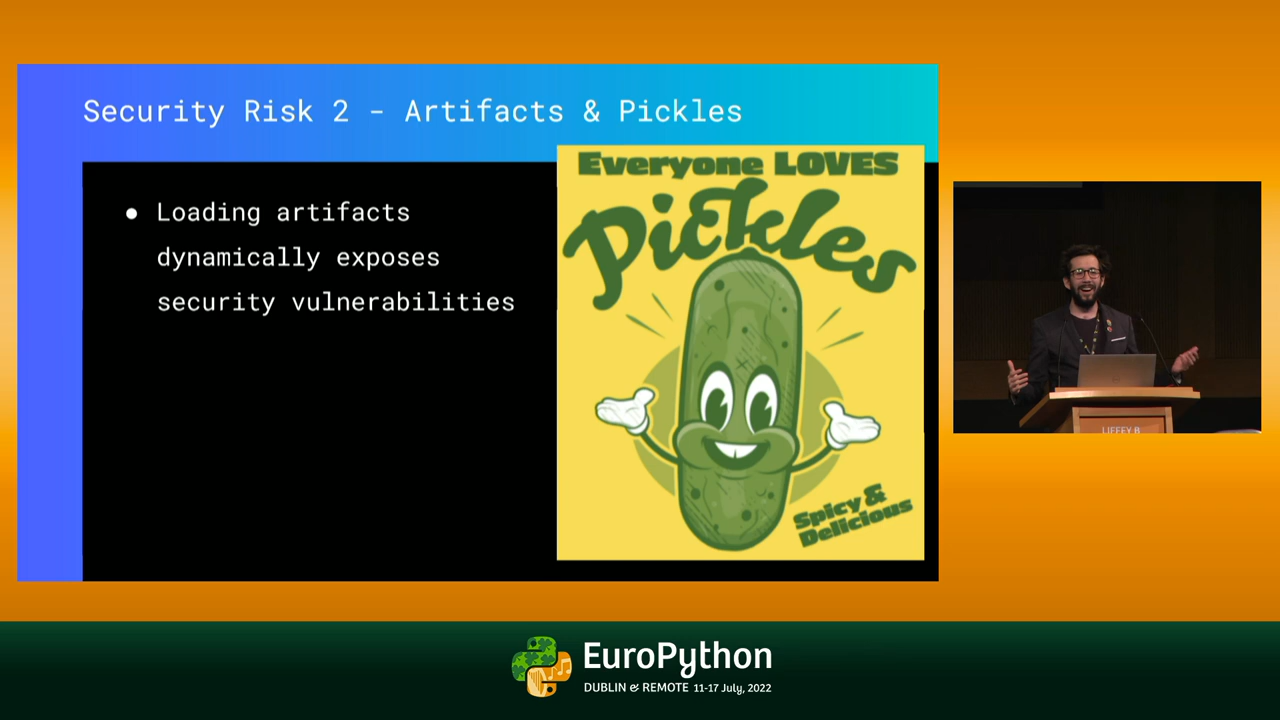 Security Risk 2 - Artifacts & Pickles
● Loading artifacts
dynamically exposes
security vulnerabilities
Everyone LOVES
Pickles
Spicy &
Delicious
LIFFEY B
EuroPython
DUBLIN & REMOTE 11-17 July, 2022